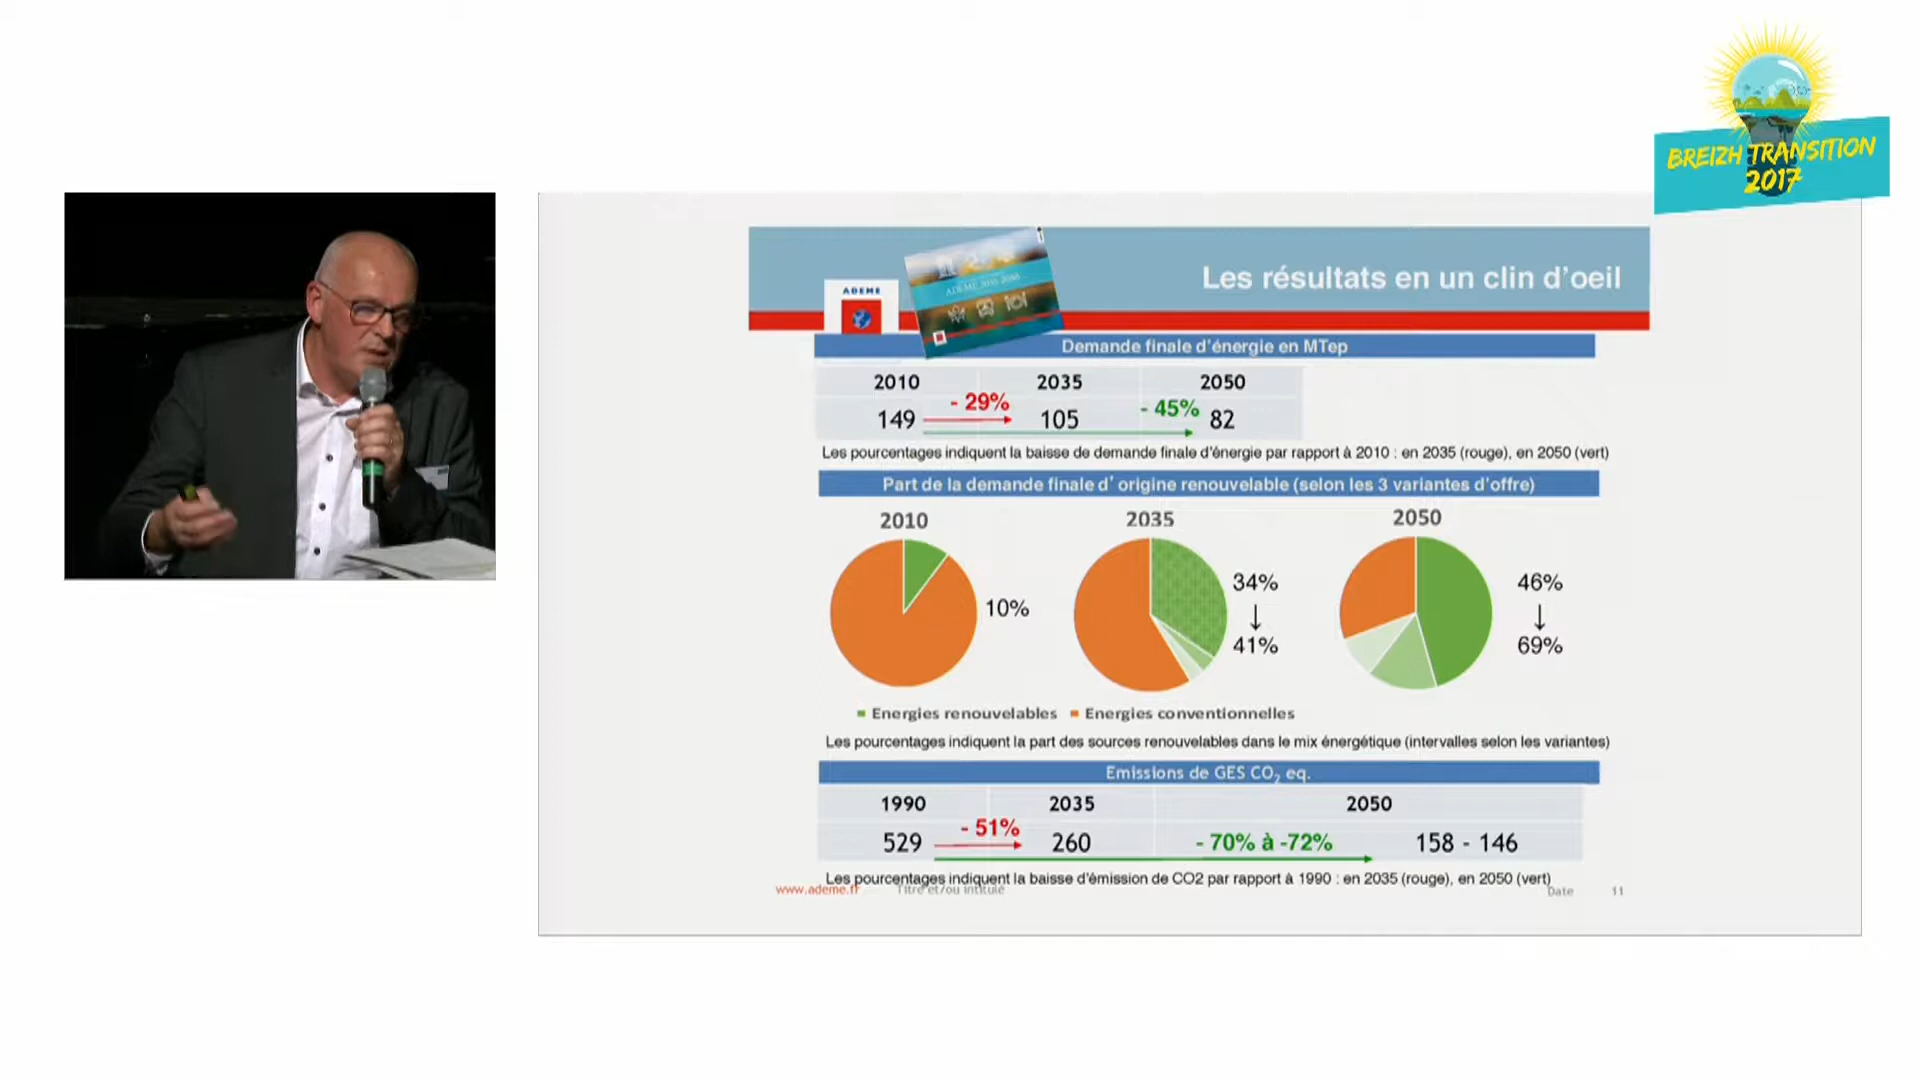 BREIZH TRANSITION
2017
Les résultats en un clin d’oeil
ADEME
ADEME 2035-2050
Demande finale d’énergie en MTep
2010 2035 2050
149 - 29% 105 - 45% 82
Les pourcentages indiquent la baisse de demande finale d’énergie par rapport à 2010 : en 2035 (rouge), en 2050 (vert)
Part de la demande finale d’ origine renouvelable (selon les 3 variantes d’offre)
2010 2035 2050
10% 34% ↓ 41% 46% ↓ 69%
Energies renouvelables Energies conventionnelles
Les pourcentages indiquent la part des sources renouvelables dans le mix énergétique (intervalles selon les variantes)
Emissions de GES CO2 eq.
1990 2035 2050
529 - 51% 260 - 70% à -72% 158 - 146
Les pourcentages indiquent la baisse d’émission de CO2 par rapport à 1990 : en 2035 (rouge), en 2050 (vert)
www.ademe.fr Titre et/ou intitulé Date 11